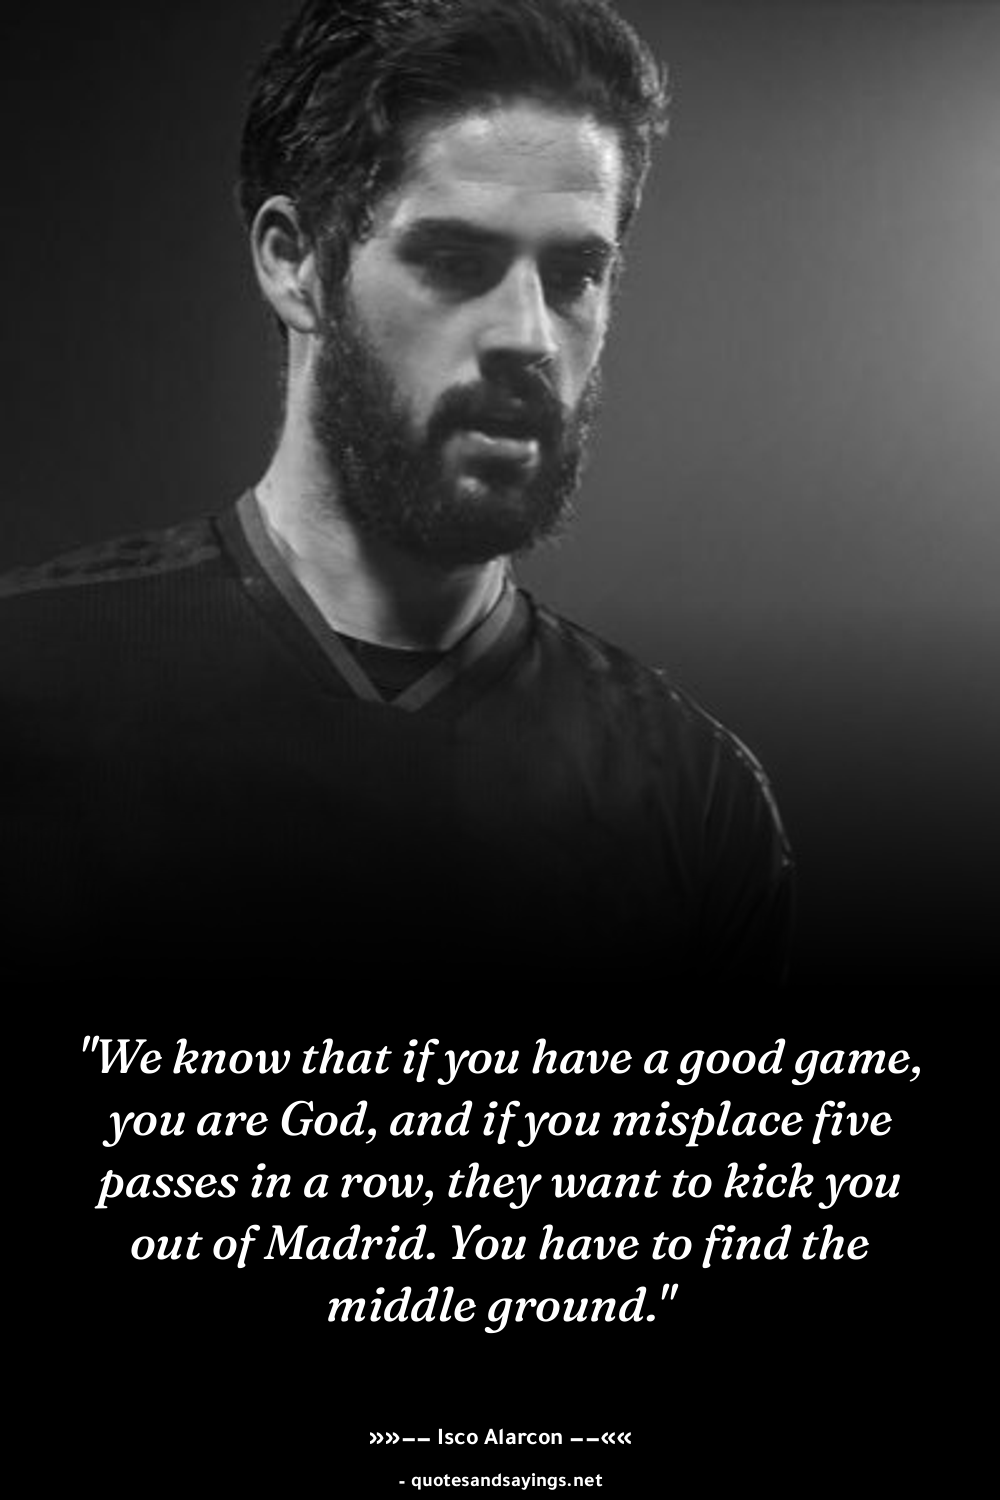 "We know that if you have a good game,
you are God, and if you misplace five
passes in a row, they want to kick you
out of Madrid. You have to find the
middle ground."
»»–– Isco Alarcon ––««
- quotesandsayings.net